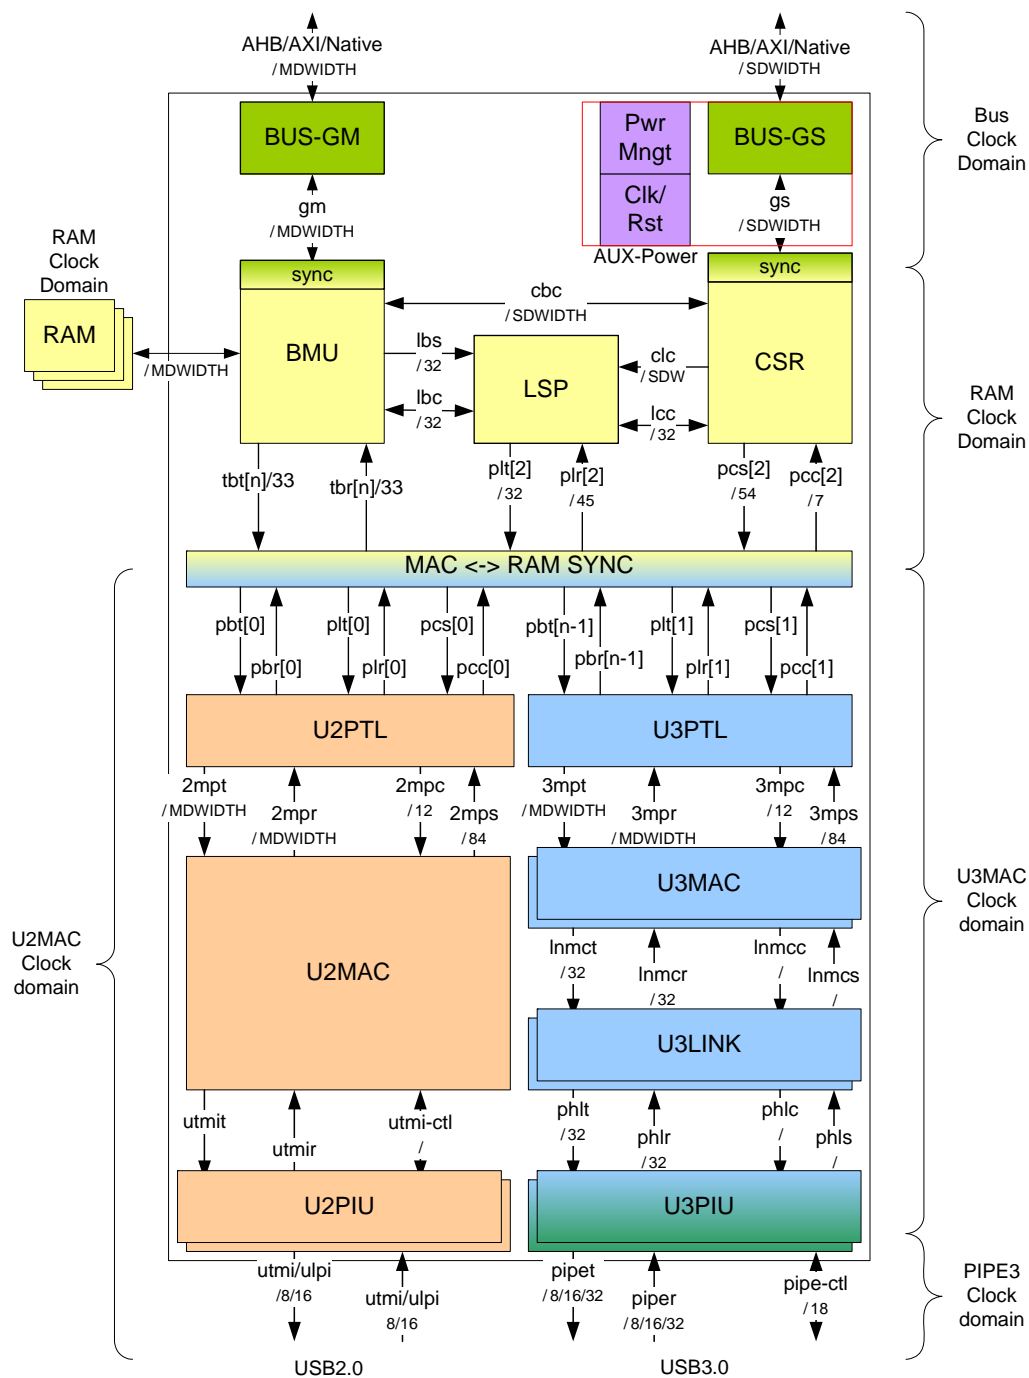 AHB/AXI/Native
/ MDWIDTH
AHB/AXI/Native
/ SDWIDTH
Bus
Clock
Domain
BUS-GM
Pwr
Mngt
Clk/
Rst
AUX-Power
BUS-GS
gm
/ MDWIDTH
gs
/ SDWIDTH
RAM
Clock
Domain
RAM
/ MDWIDTH
sync
BMU
cbc
/ SDWIDTH
sync
CSR
lbs
/ 32
lbc
/ 32
LSP
clc
/ SDW
lcc
/ 32
RAM
Clock
Domain
tbt[n]/33
tbr[n]/33
plt[2]
/ 32
plr[2]
/ 45
pcs[2]
/ 54
pcc[2]
/ 7
MAC <-> RAM SYNC
pbt[0]
pbr[0]
plt[0]
plr[0]
pcs[0]
pcc[0]
pbt[n-1]
pbr[n-1]
plt[1]
plr[1]
pcs[1]
pcc[1]
U2PTL
U3PTL
2mpt
/ MDWIDTH
2mpr
/ MDWIDTH
2mpc
/ 12
2mps
/ 84
3mpt
/ MDWIDTH
3mpr
/ MDWIDTH
3mpc
/ 12
3mps
/ 84
U2MAC
Clock
domain
U2MAC
U3MAC
U3MAC
Clock
domain
lnmct
/ 32
lnmcr
/ 32
lnmcc
/
lnmcs
/
U3LINK
utmit
utmir
utmi-ctl
/
phlt
/ 32
phlr
/ 32
phlc
/
phls
/
U2PIU
U3PIU
utmi/ulpi
/8/16
utmi/ulpi
8/16
pipet
/ 8/16/32
piper
/ 8/16/32
pipe-ctl
/ 18
PIPE3
Clock
domain
USB2.0
USB3.0